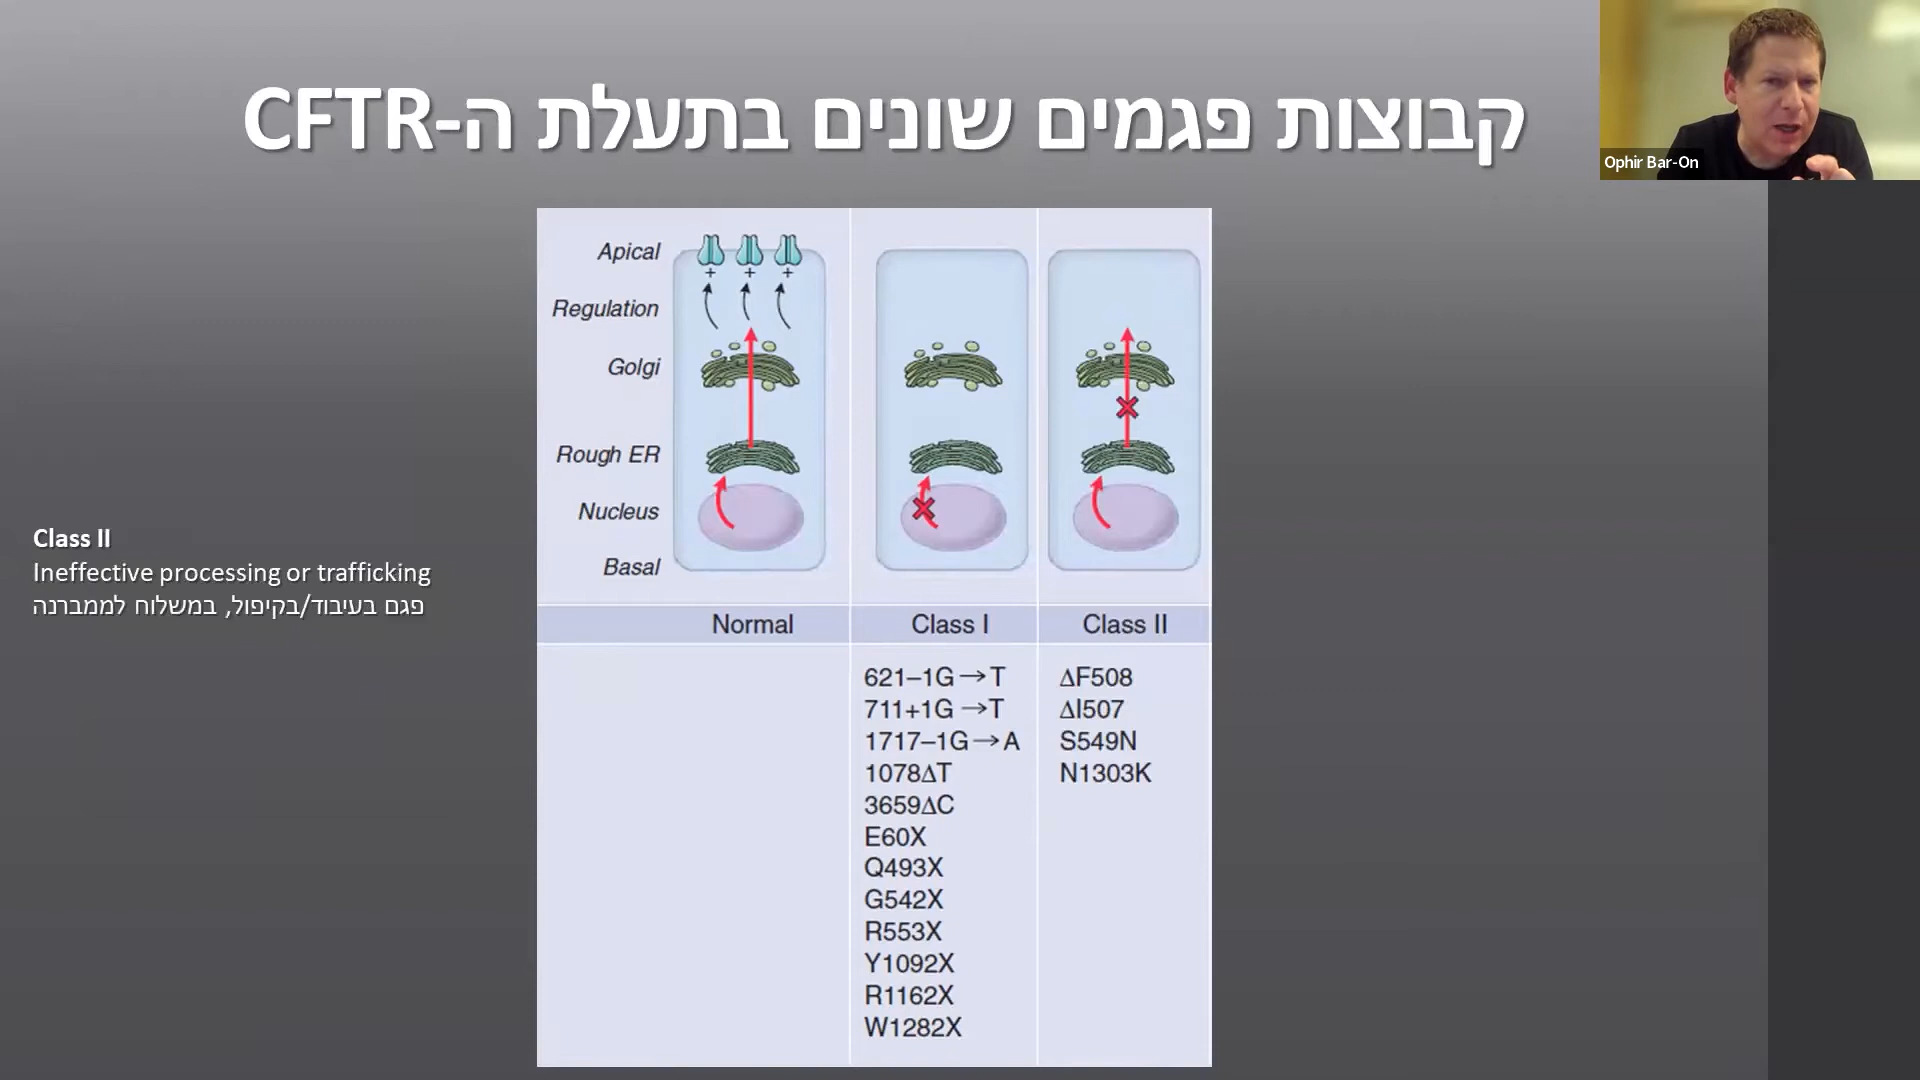 קבוצות פגמים שונים בתעלת ה-CFTR
Ophir Bar-On
Apical
+ + +
Regulation
Golgi
Rough ER
Nucleus
Basal
Class II
Ineffective processing or trafficking
פגם בעיבוד/בקיפול, במשלוח לממברנה
Normal Class I Class II
621–1G→T ΔF508
711+1G→T ΔI507
1717–1G→A S549N
1078ΔT N1303K
3659ΔC
E60X
Q493X
G542X
R553X
Y1092X
R1162X
W1282X